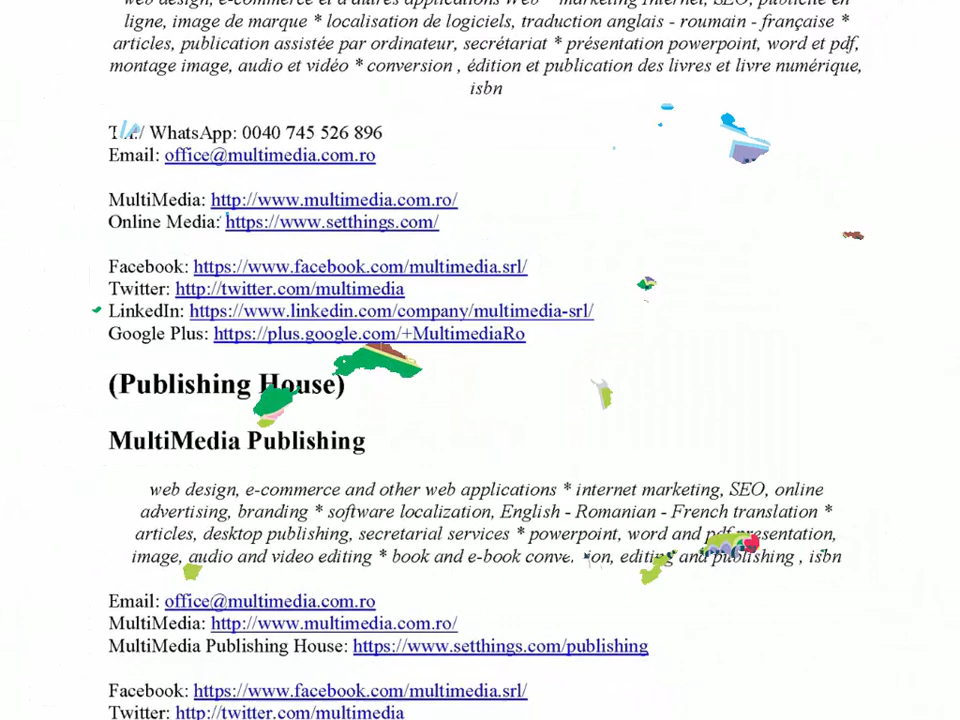 web design, e-commerce et d'autres applications Web * marketing Internet, SEO, publicité en
ligne, image de marque * localisation de logiciels, traduction anglais - roumain - française *
articles, publication assistée par ordinateur, secrétariat * présentation powerpoint, word et pdf,
montage image, audio et vidéo * conversion , édition et publication des livres et livre numérique,
isbn
/ WhatsApp: 0040 745 526 896
Email: office@multimedia.com.ro
MultiMedia: http://www.multimedia.com.ro/
Online Media: https://www.setthings.com/
Facebook: https://www.facebook.com/multimedia.srl/
Twitter: http://twitter.com/multimedia
LinkedIn: https://www.linkedin.com/company/multimedia-srl/
Google Plus: https://plus.google.com/+MultimediaRo
(Publishing House)
MultiMedia Publishing
web design, e-commerce and other web applications * internet marketing, SEO, online
advertising, branding * software localization, English - Romanian - French translation *
articles, desktop publishing, secretarial services * powerpoint, word and pdf presentation,
image, audio and video editing * book and e-book editing and publishing , isbn
Email: office@multimedia.com.ro
MultiMedia: http://www.multimedia.com.ro/
MultiMedia Publishing House: https://www.setthings.com/publishing
Facebook: https://www.facebook.com/multimedia.srl/
Twitter: http://twitter.com/multimedia